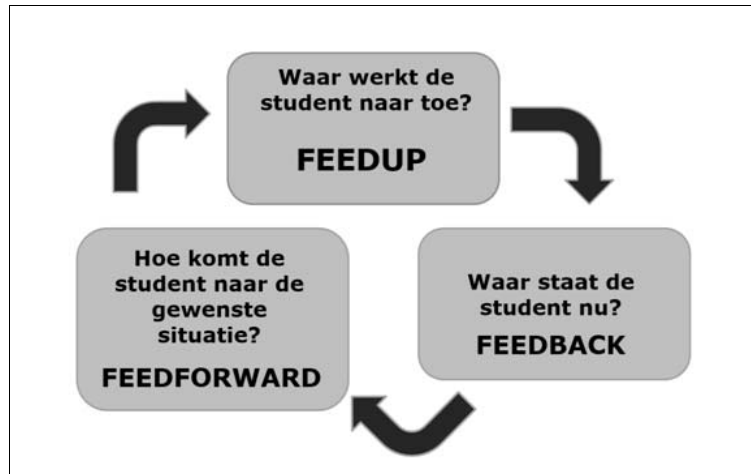 Waar werkt de
student naar toe?
FEEDUP
Waar staat de
student nu?
FEEDBACK
Hoe komt de
student naar de
gewenste
situatie?
FEEDFORWARD